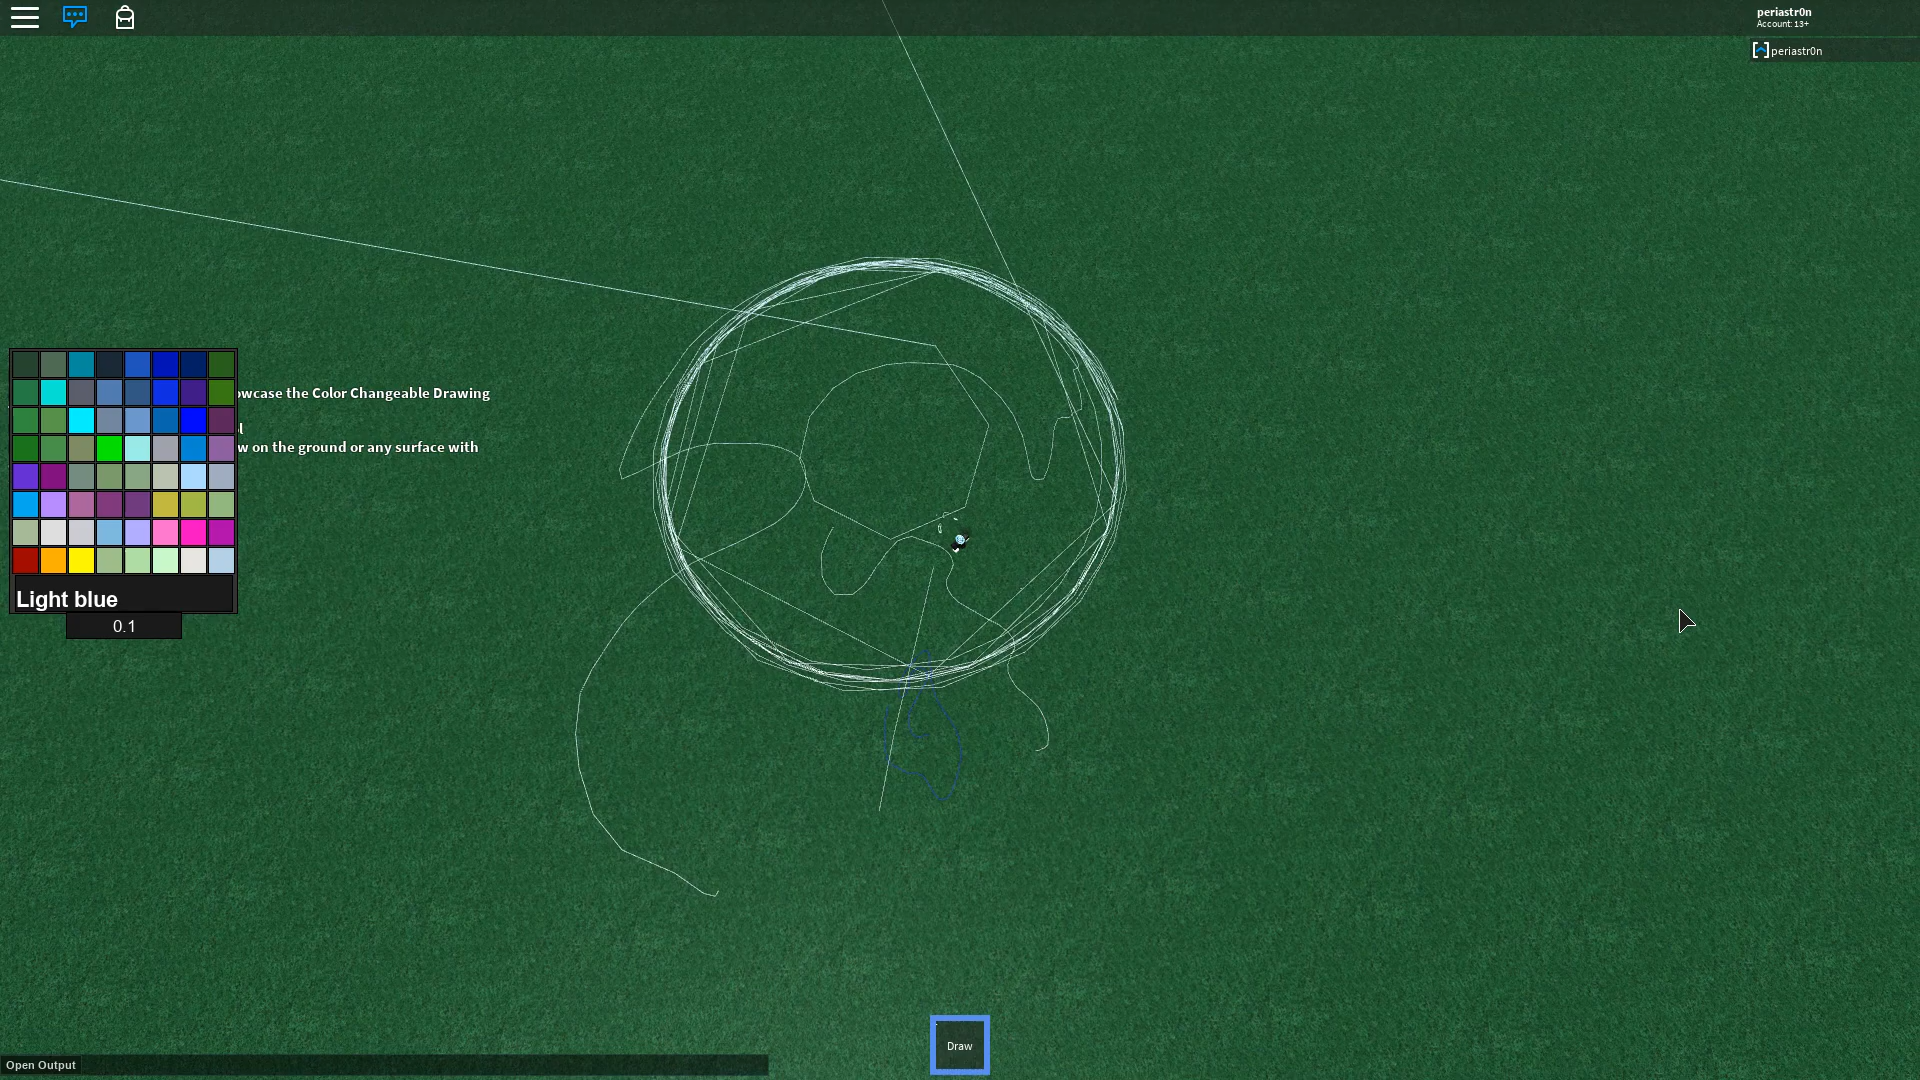 periastr0n
Account: 13+
periastr0n
owcase the Color Changeable Drawing
l
w on the ground or any surface with
Light blue
0.1
Draw
Open Output